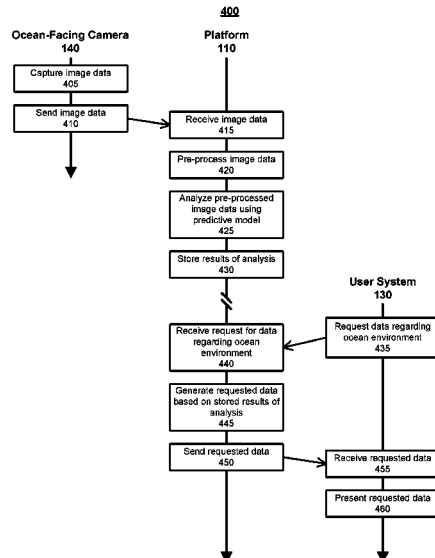 400
Ocean-Facing Camera
140
Platform
110
Capture image data
405
Send image data
410
Receive image data
415
Pre-process image data
420
Analyze pre-processed
image data using
predictive model
425
Store results of analysis
430
User System
130
Receive request for data
regarding ocean
environment
440
Request data regarding
ocean environment
435
Generate requested data
based on stored results of
analysis
445
Send requested data
450
Receive requested data
455
Present requested data
460